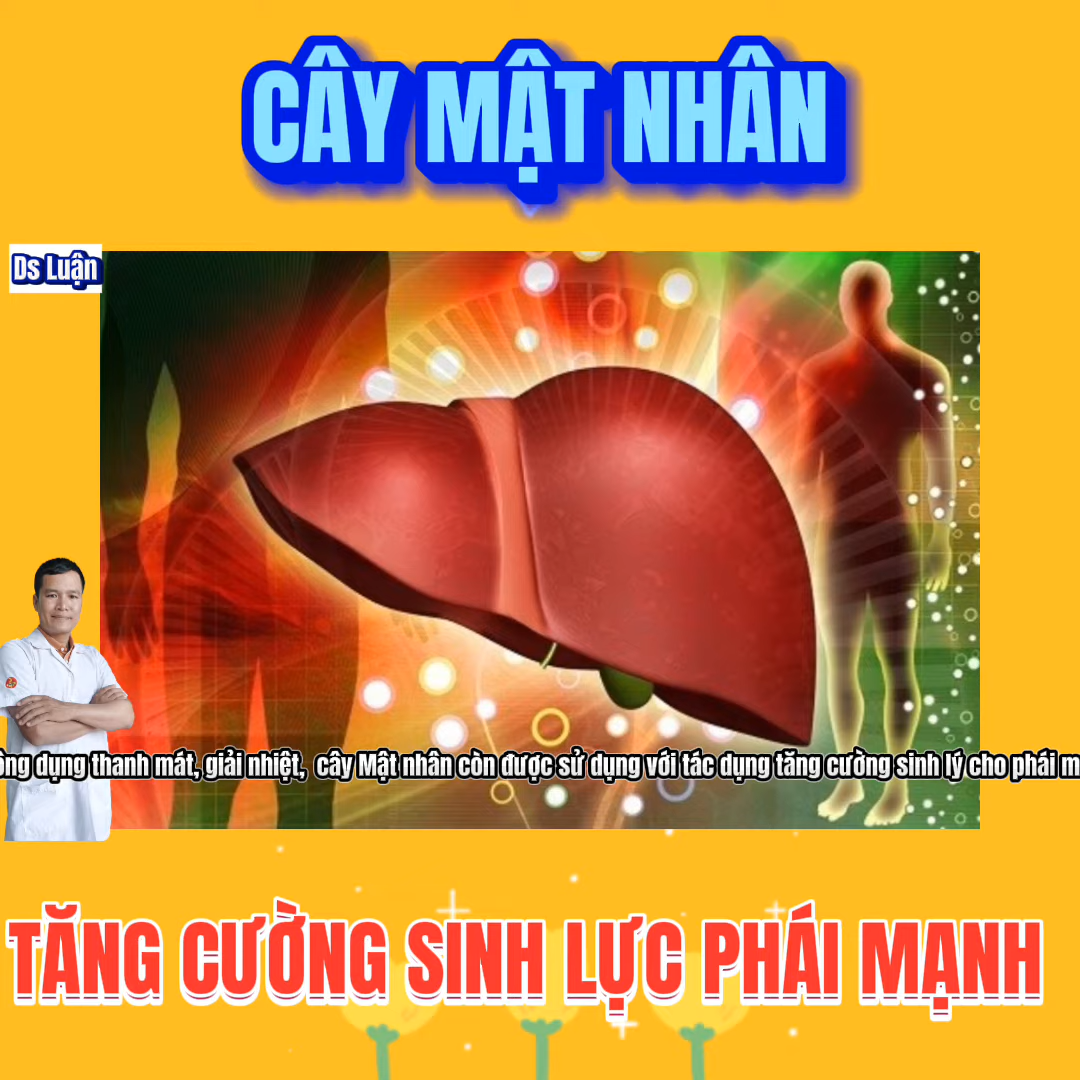 CÂY MẬT NHÂN
Ds Luận
dụng thanh mát, giải nhiệt, cây Mật nhân còn được sử dụng với tác dụng tăng cường sinh lý cho phái
TĂNG CƯỜNG SINH LỰC PHÁI MẠNH